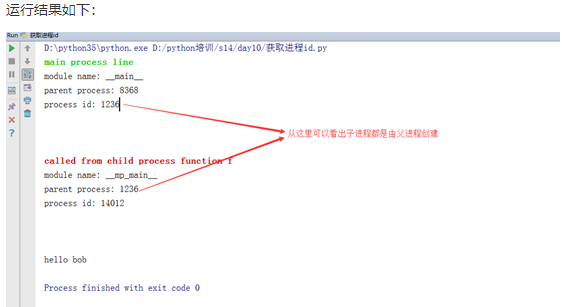 运行结果如下：
Run 获取进程id
D:\python35\python.exe D:/python培训/s14/day10/获取进程id.py
main process line
module name: __main__
parent process: 8368
process id: 1236
从这里可以看出子进程都是由父进程创建
called from child process function f
module name: __mp_main__
parent process: 1236
process id: 14012
hello bob
Process finished with exit code 0